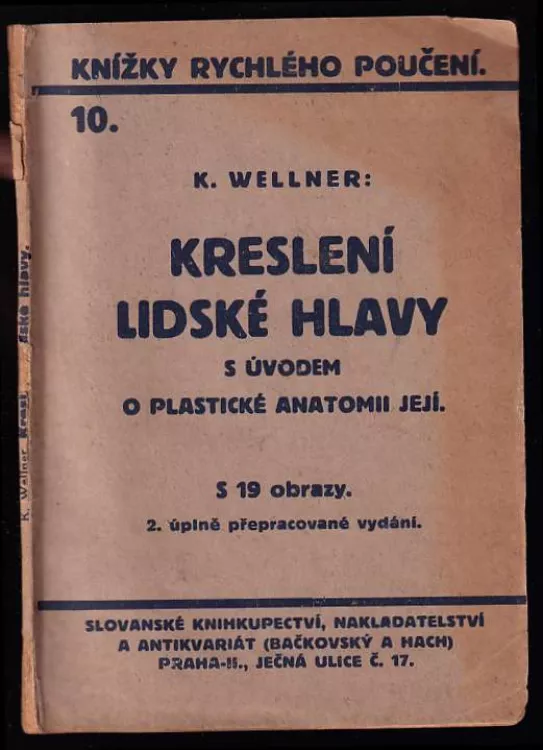 KNÍŽKY RYCHLÉHO POUČENÍ.
10.
K. WELLNER:
KRESLENÍ
LIDSKÉ HLAVY
S ÚVODEM
O PLASTICKÉ ANATOMII JEJÍ.
S 19 obrazy.
2. úplně přepracované vydání.
SLOVANSKÉ KNIHKUPECTVÍ, NAKLADATELSTVÍ
A ANTIKVARIÁT (BAČKOVSKÝ A HACH)
PRAHA-II., JEČNÁ ULICE Č. 17.
K. Wellner hlavy.